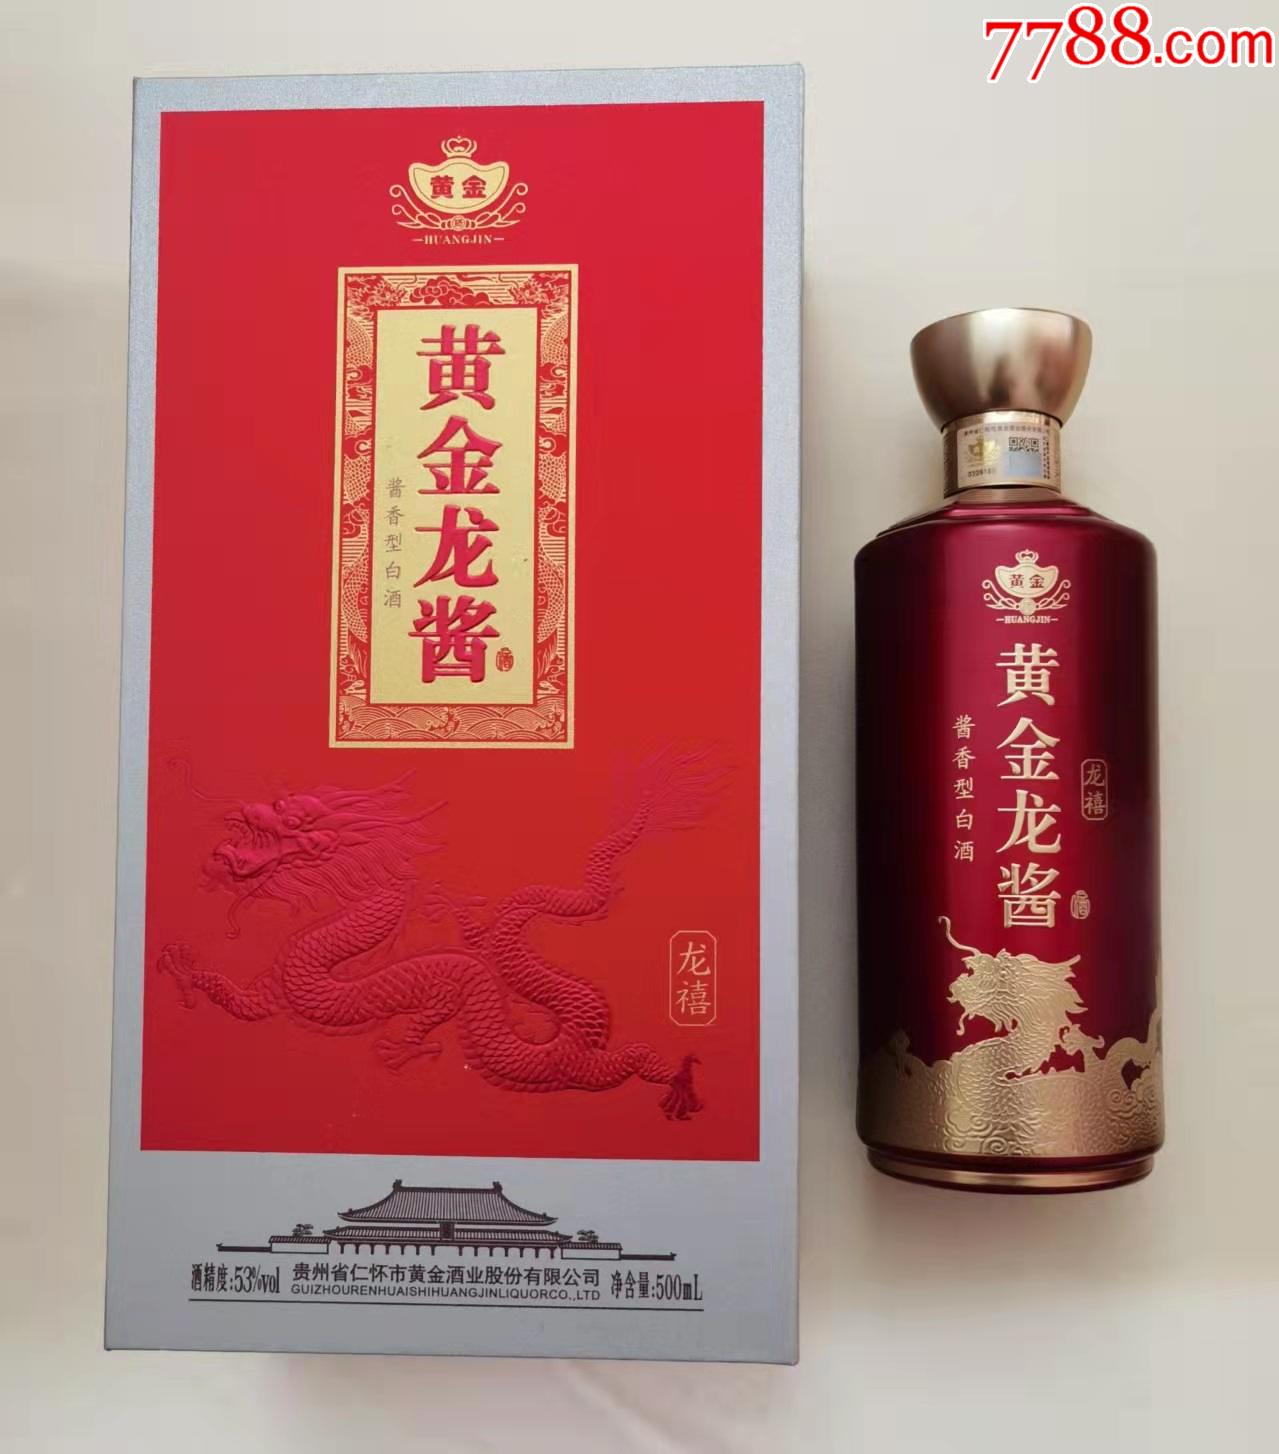 7788.com
黄金
HUANGJIN
黄金龙酱
酱香型白酒
龙禧
酒精度:53%vol 贵州省仁怀市黄金酒业股份有限公司 净含量:500mL
GUIZHOURENHUAISHIHUANGJINLIQUORCO.,LTD
黄金
HUANGJIN
黄金龙酱
酱香型白酒
龙禧